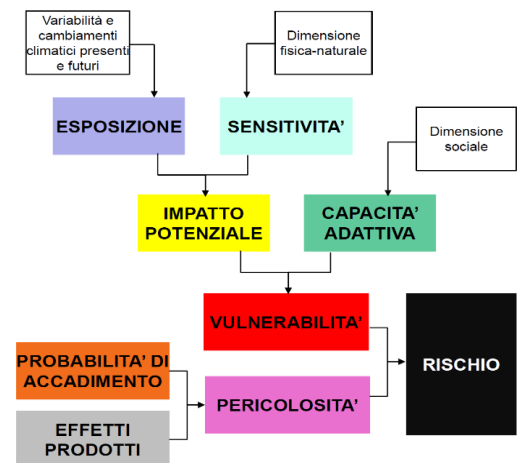 Variabilità e
cambiamenti
climatici presenti
e futuri
Dimensione
fisica-naturale
ESPOSIZIONE
SENSITIVITA'
Dimensione
sociale
IMPATTO
POTENZIALE
CAPACITA'
ADATTIVA
VULNERABILITA'
RISCHIO
PROBABILITA' DI
ACCADIMENTO
PERICOLOSITA'
EFFETTI
PRODOTTI